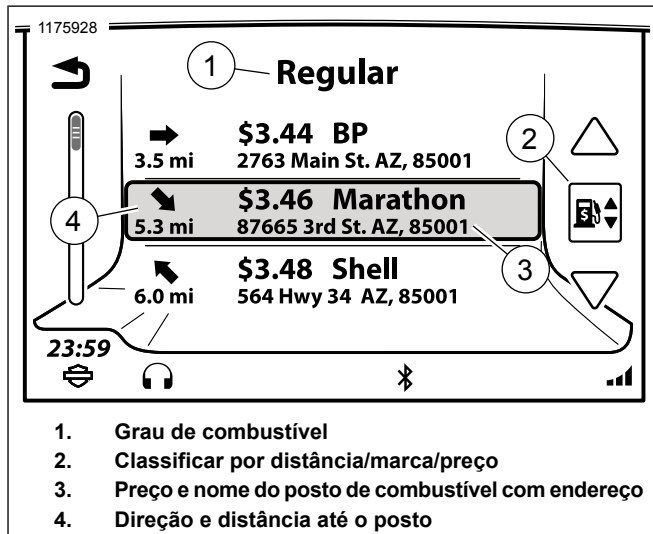 1175928
1 Regular
$3.44 BP
2
3.5 mi 2763 Main St. AZ, 85001
$3.46 Marathon
$
4
5.3 mi 87665 3rd St. AZ, 85001
3
$3.48 Shell
6.0 mi 564 Hwy 34 AZ, 85001
23:59
1. Grau de combustível
2. Classificar por distância/marca/preço
3. Preço e nome do posto de combustível com endereço
4. Direção e distância até o posto